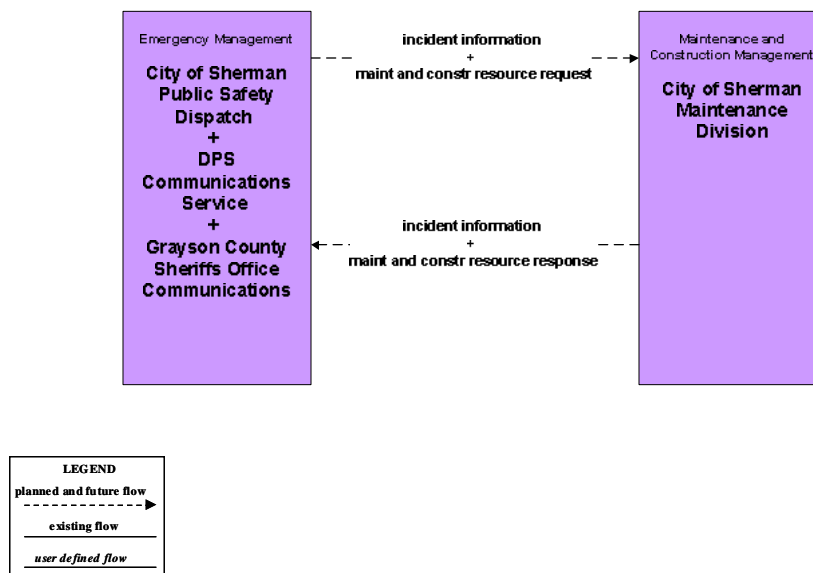 Emergency Management
City of Sherman
Public Safety
Dispatch
+
DPS
Communications
Service
+
Grayson County
Sheriffs Office
Communications
incident information
+
maint and constr resource request
incident information
+
maint and constr resource response
Maintenance and
Construction Management
City of Sherman
Maintenance
Division
LEGEND
planned and future flow
existing flow
user defined flow